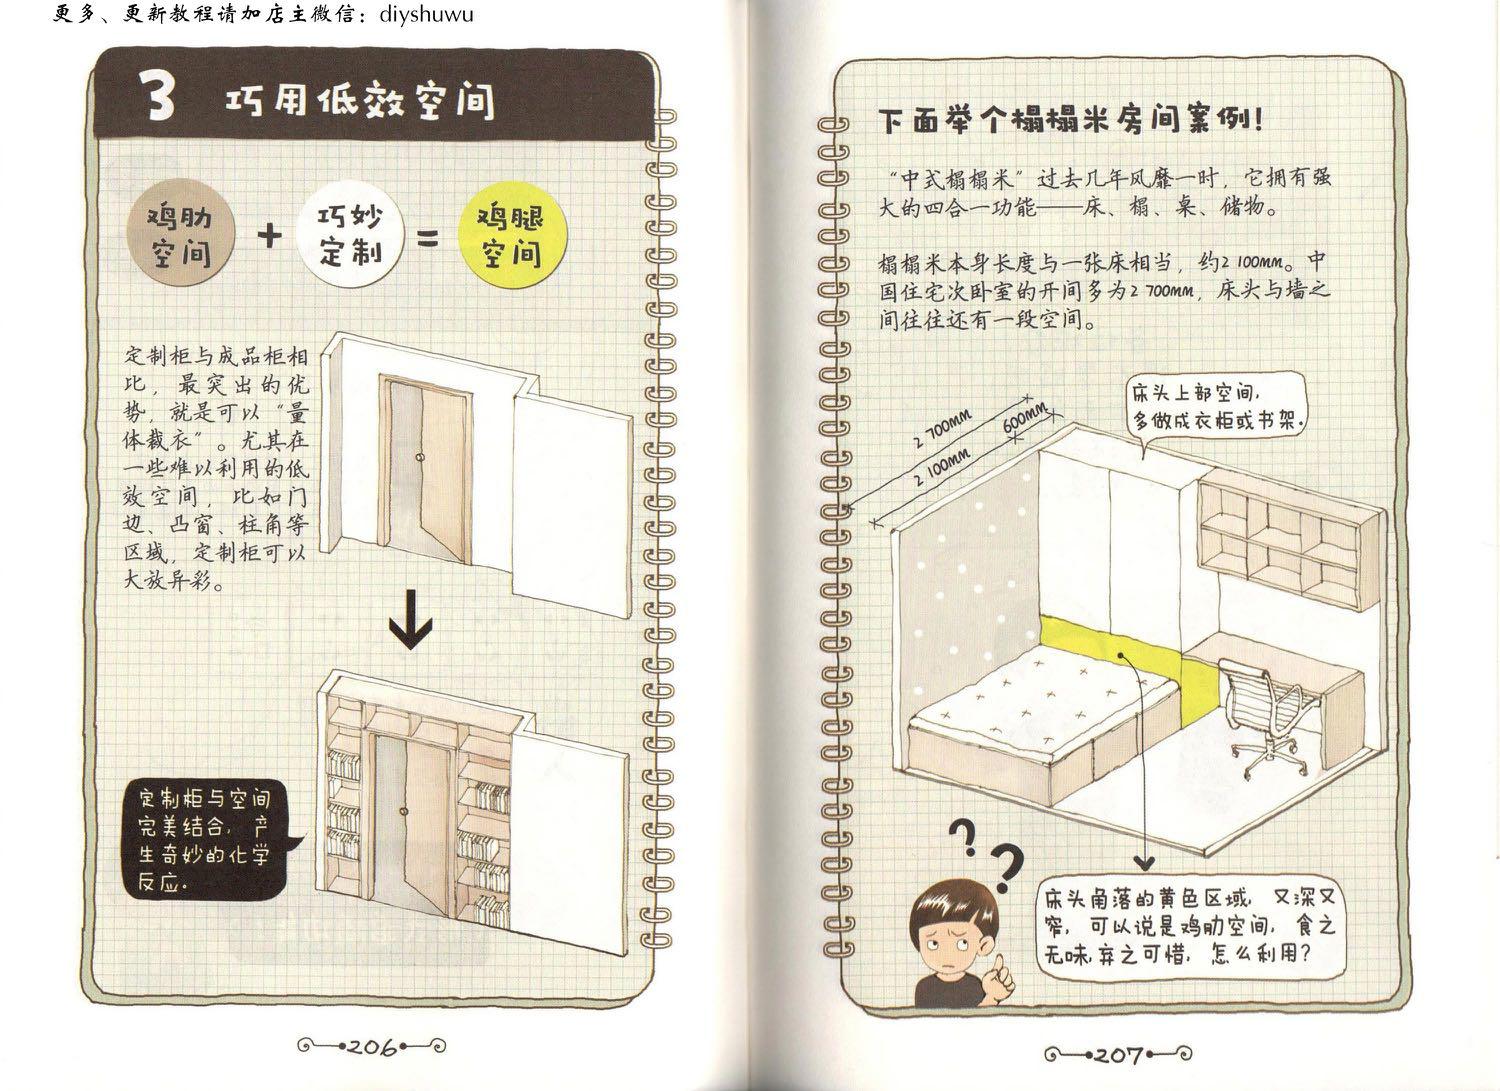 更多、更新教程请加店主微信：diyshuwu
3 巧用低效空间
鸡肋
空间
+
巧妙
定制
=
鸡腿
空间
定制柜与成品柜相
比，最突出的优
势，就是可以“量
体裁衣”。尤其在
一些难以利用的低
效空间，比如门
边、凸窗、柱角等
区域，定制柜可以
大放异彩。
定制柜与空间
完美结合，产
生奇妙的化学
反应.
206
下面举个榻榻米房间案例！
“中式榻榻米”过去几年风靡一时，它拥有强
大的四合一功能——床、榻、桌、储物。
榻榻米本身长度与一张床相当，约2 100mm。中
国住宅次卧室的开间多为2 700mm，床头与墙之
间往往还有一段空间。
床头上部空间，
多做成衣柜或书架.
2 700mm
600mm
2 100mm
? ?
床头角落的黄色区域，又深又
窄，可以说是鸡肋空间，食之
无味，弃之可惜，怎么利用？
207